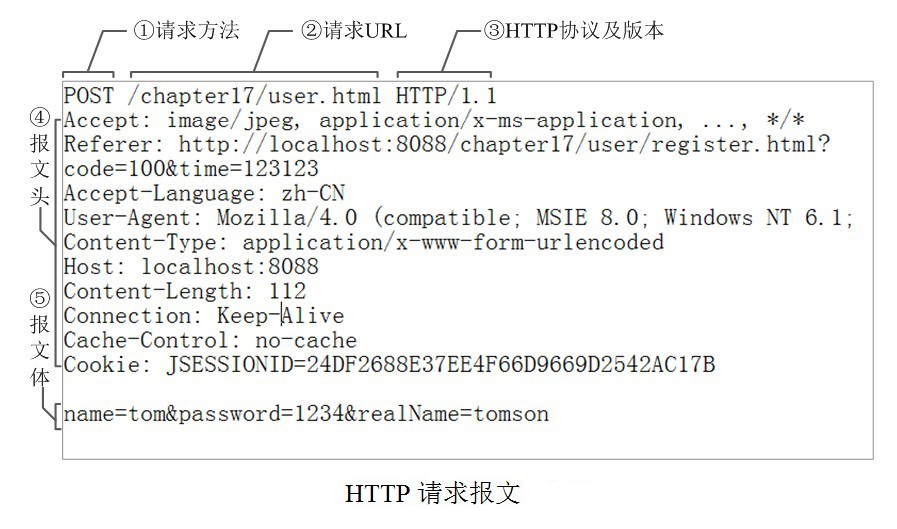 ①请求方法 ②请求URL ③HTTP协议及版本
POST /chapter17/user.html HTTP/1.1
④报文头
Accept: image/jpeg, application/x-ms-application, ..., */*
Referer: http://localhost:8088/chapter17/user/register.html?
code=100&time=123123
Accept-Language: zh-CN
User-Agent: Mozilla/4.0 (compatible; MSIE 8.0; Windows NT 6.1;
Content-Type: application/x-www-form-urlencoded
Host: localhost:8088
Content-Length: 112
Connection: Keep-Alive
Cache-Control: no-cache
Cookie: JSESSIONID=24DF2688E37EE4F66D9669D2542AC17B
⑤报文体
name=tom&password=1234&realName=tomson
HTTP 请求报文